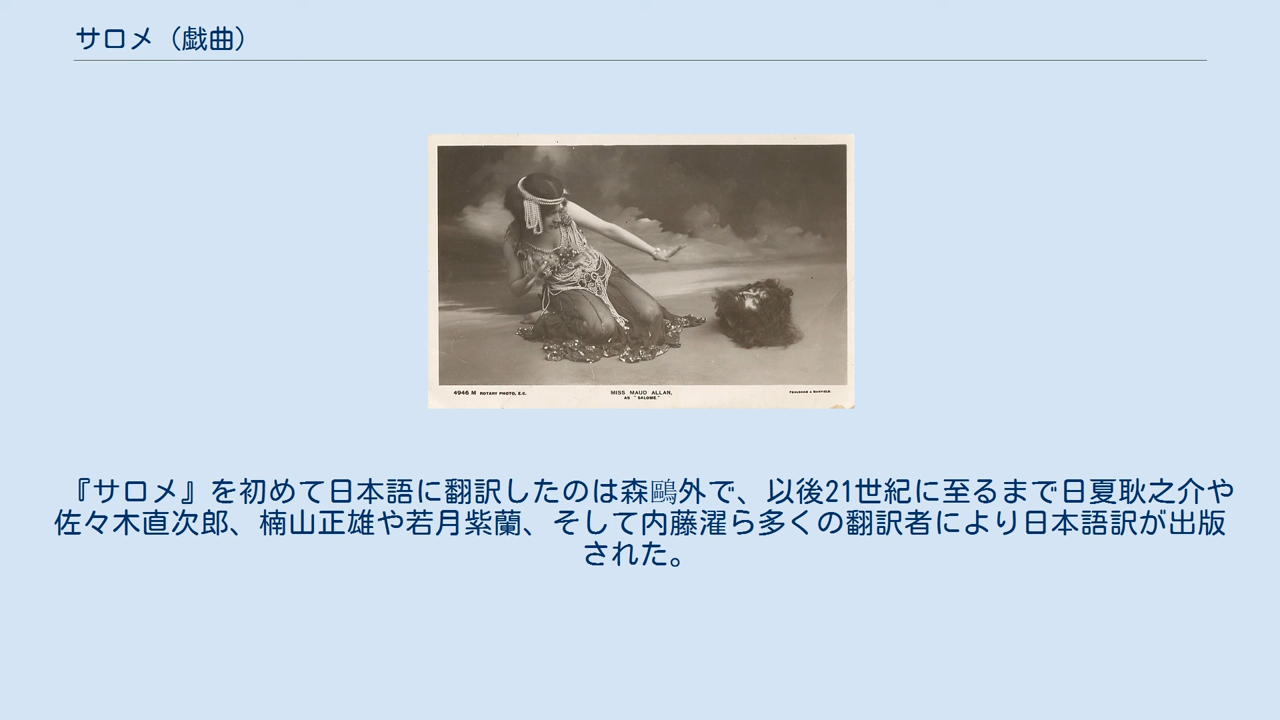 サロメ（戯曲）
4946 M ROTARY PHOTO, E.C.
MISS MAUD ALLAN,
AS "SALOME."
FOULSHAM & BANFIELD
『サロメ』を初めて日本語に翻訳したのは森鷗外で、以後21世紀に至るまで日夏耿之介や
佐々木直次郎、楠山正雄や若月紫蘭、そして内藤濯ら多くの翻訳者により日本語訳が出版
された。